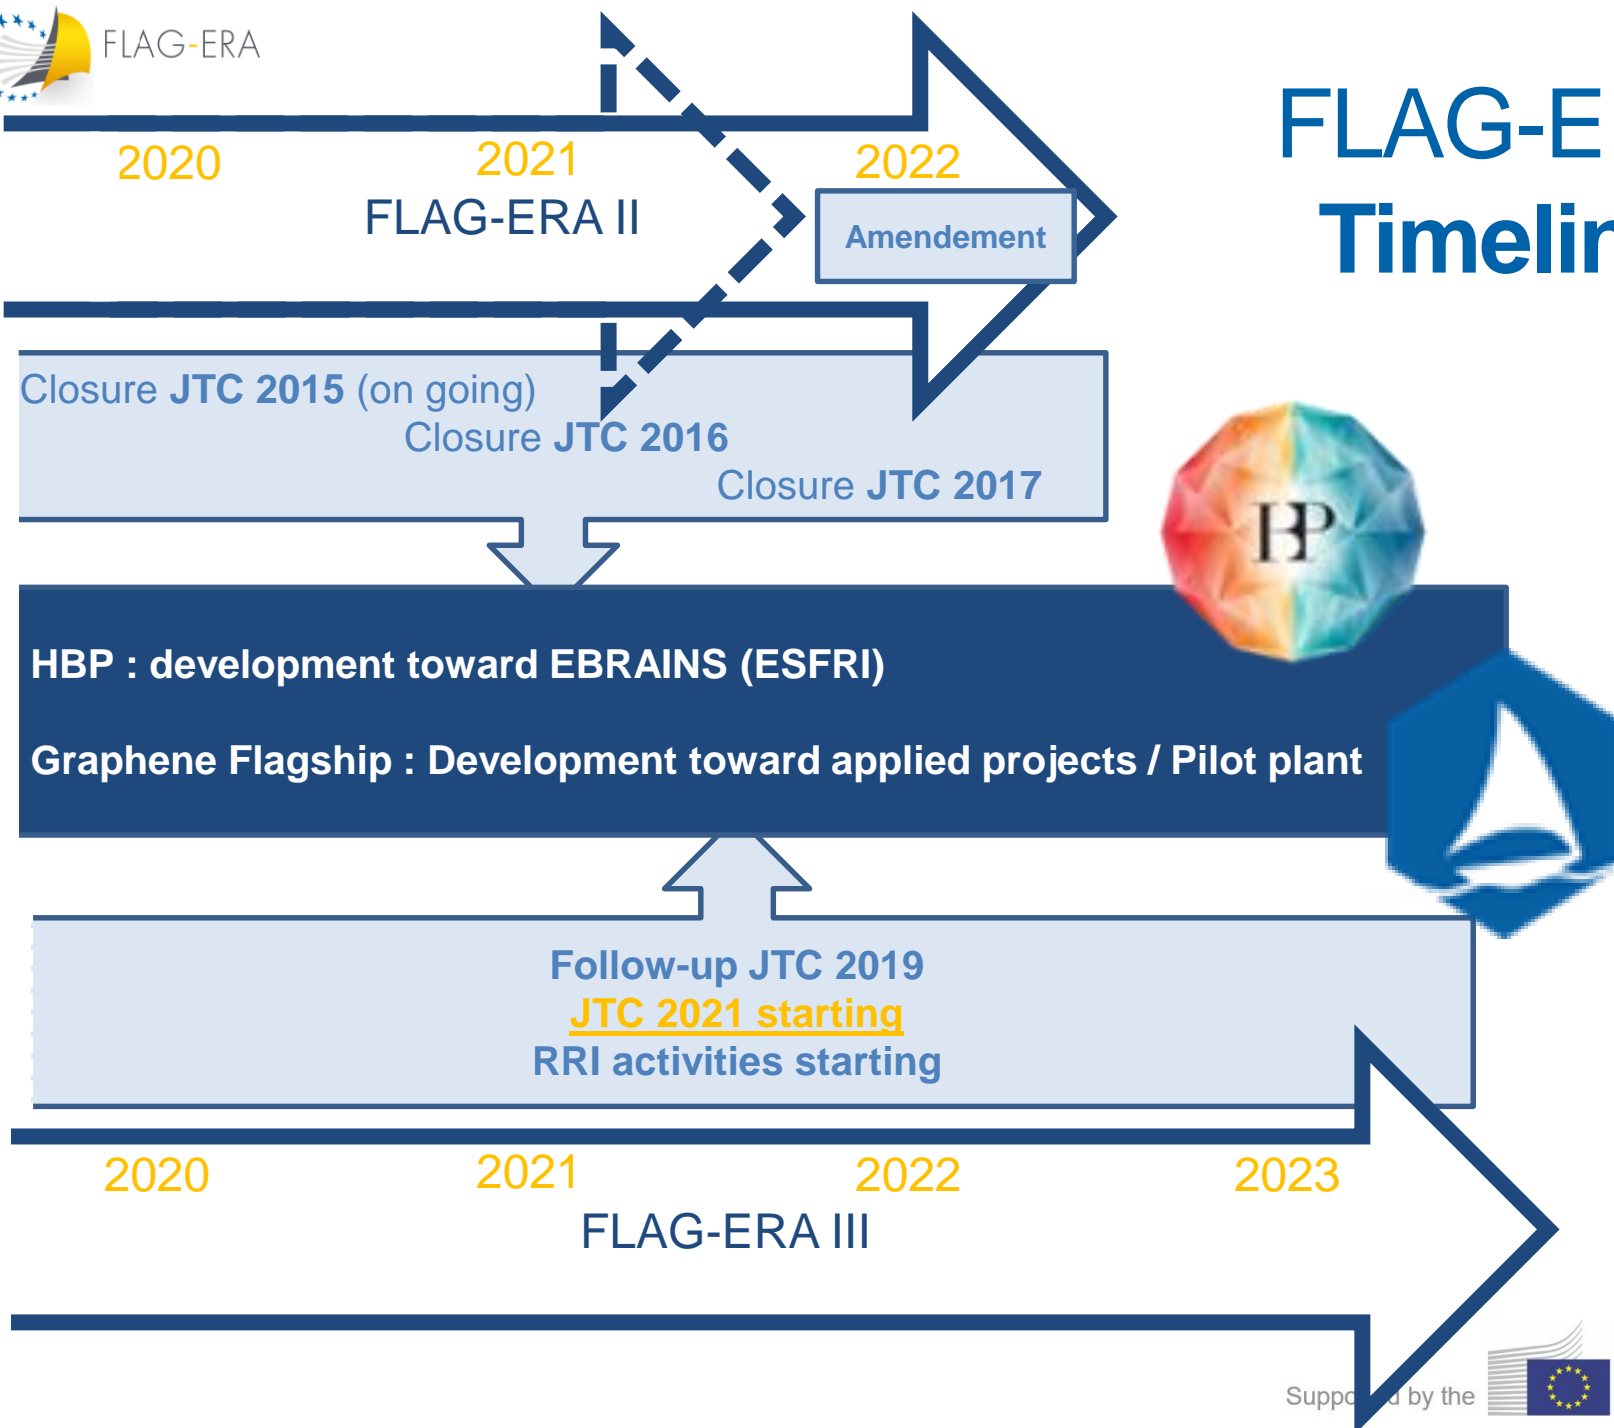 FLAG-ERA
FLAG-E
Timelin
2020 2021 2022
FLAG-ERA II
Amendement
Closure JTC 2015 (on going)
Closure JTC 2016
Closure JTC 2017
HBP
HBP : development toward EBRAINS (ESFRI)
Graphene Flagship : Development toward applied projects / Pilot plant
Follow-up JTC 2019
JTC 2021 starting
RRI activities starting
2020 2021 2022 2023
FLAG-ERA III
by the